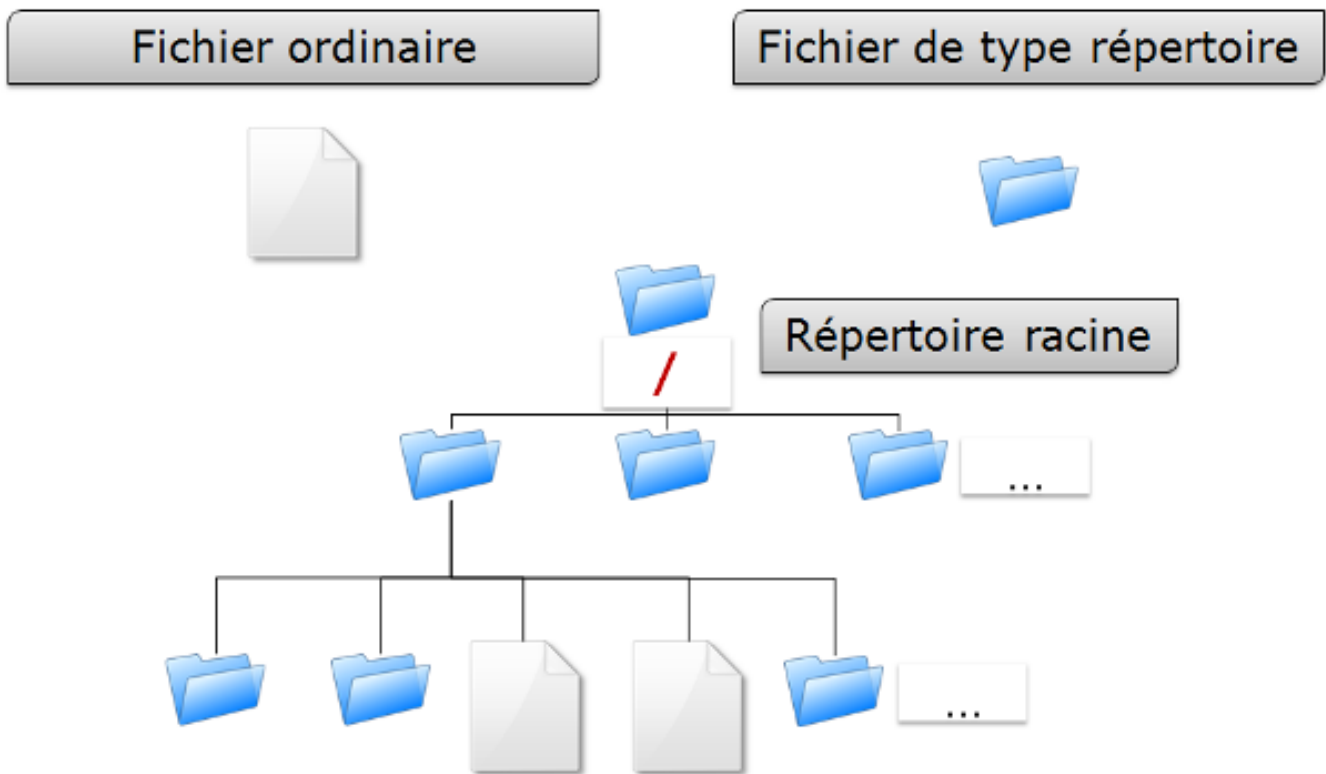 Fichier ordinaire
Fichier de type répertoire
Répertoire racine
/
...
...